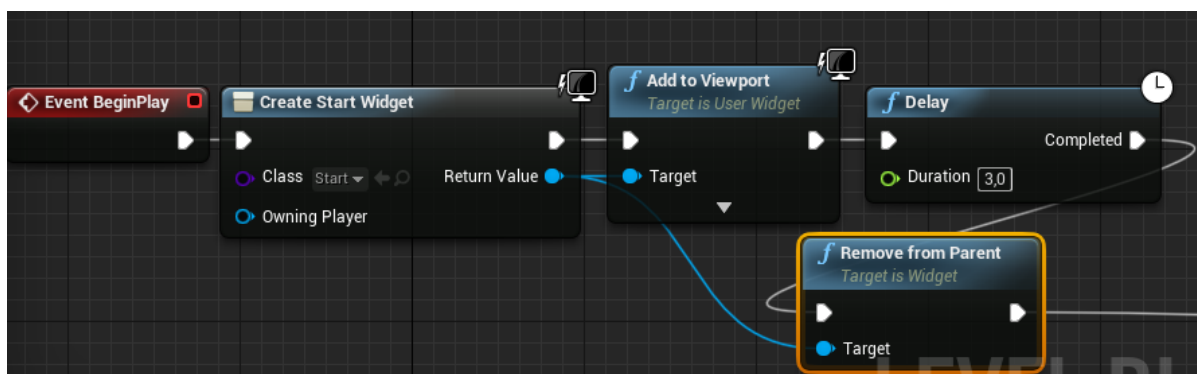 Event BeginPlay
Create Start Widget
Class Start
Return Value
Owning Player
f Add to Viewport
Target is User Widget
Target
f Delay
Completed
Duration 3,0
f Remove from Parent
Target is Widget
Target